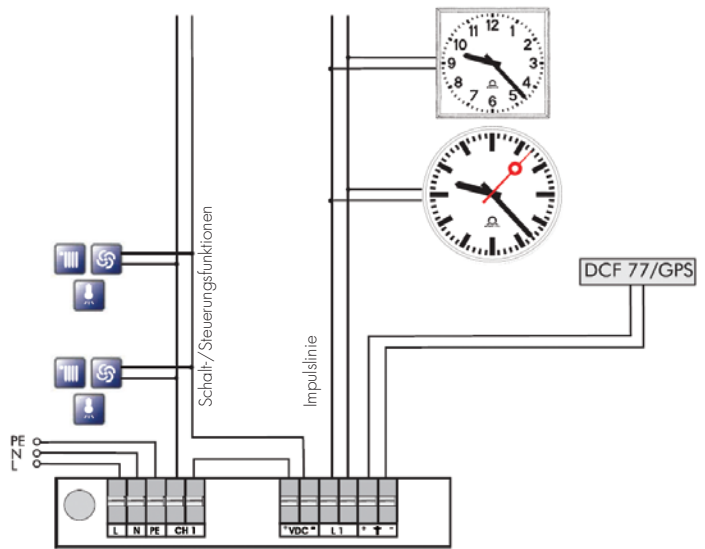 12
11 1
10 2
9 3
8 4
7 5
6
Schalt-/Steuerungsfunktionen
Impulslinie
DCF 77/GPS
PE
N
L
L N PE CH 1 + VDC = L 1 + -